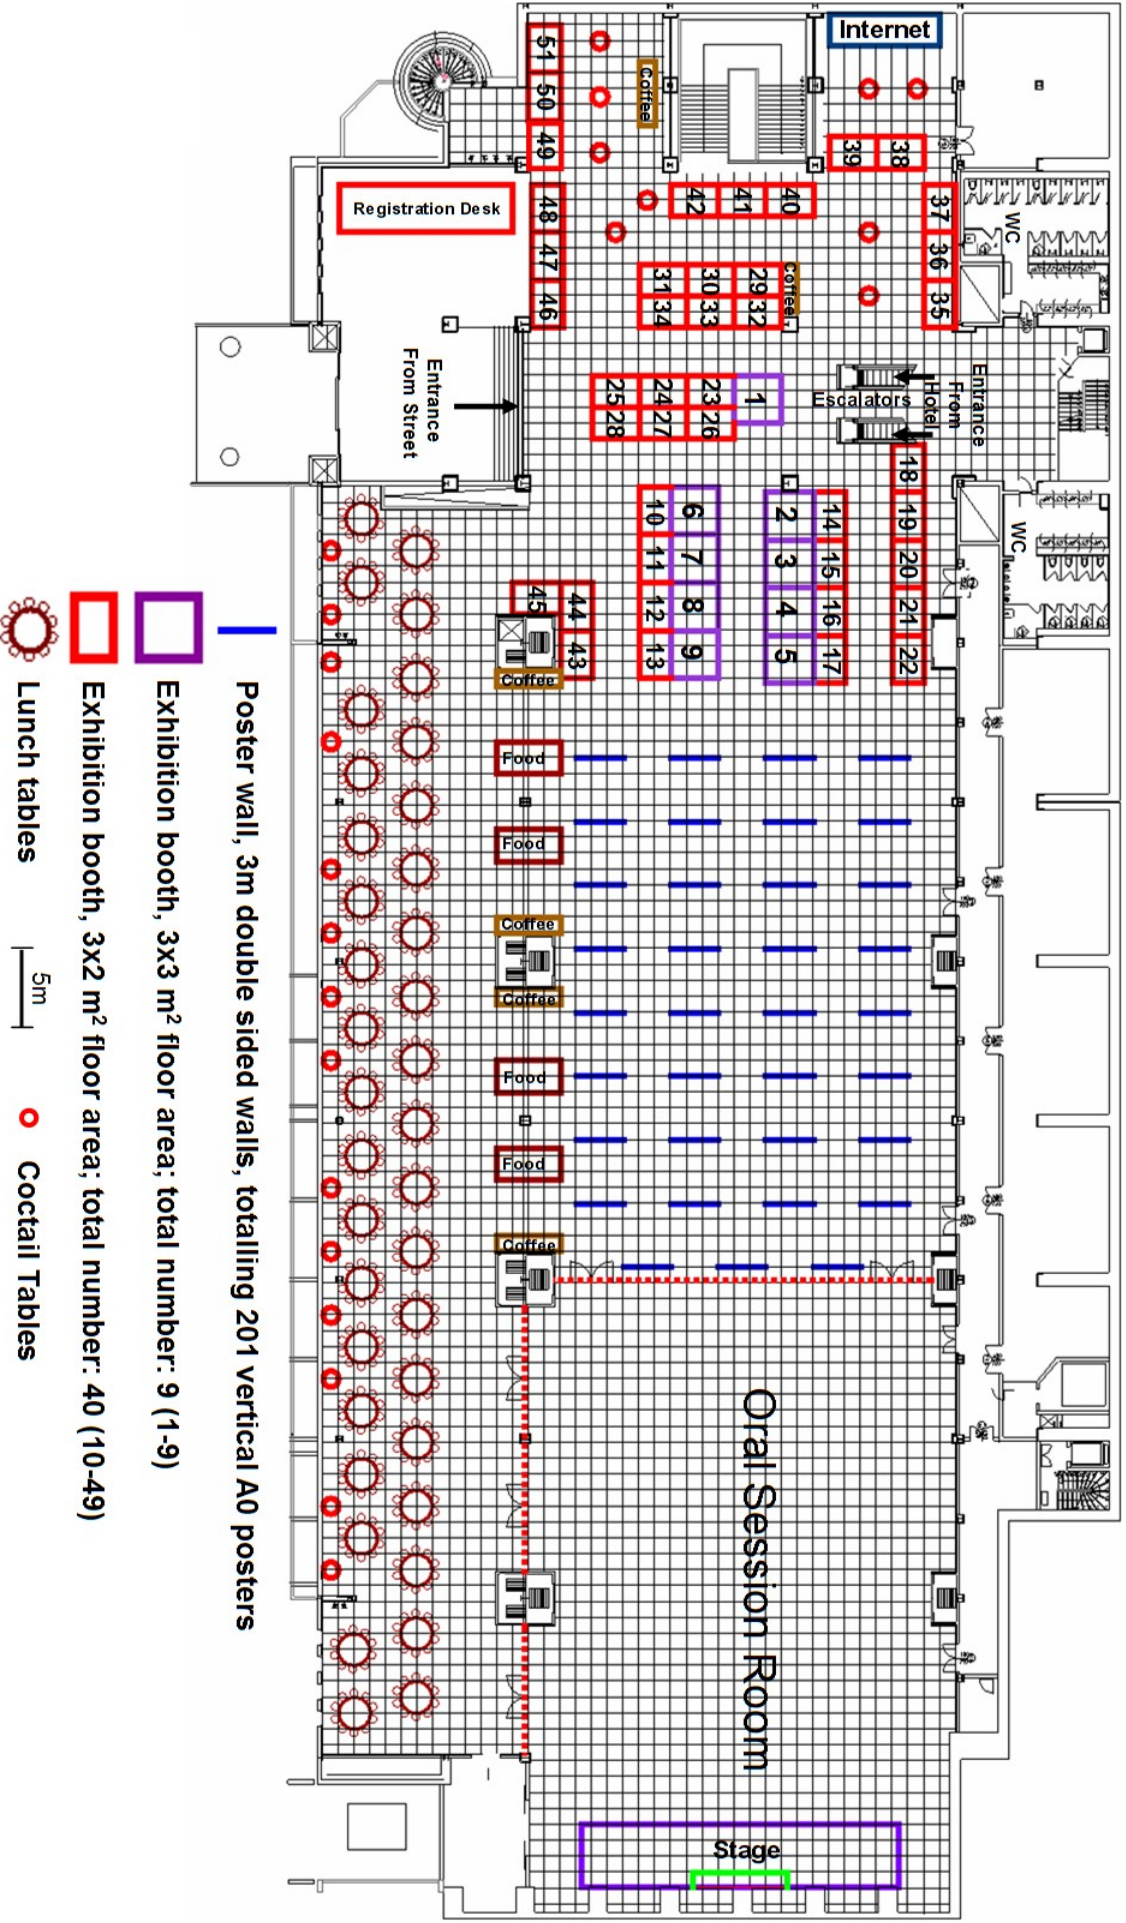 Internet
51
50
49
Coffee
39
38
Registration Desk
48
47
46
42
41
40
37
36
35
WC
31
30
29
Coffee
34
33
32
Entrance
From Street
25
24
23
1
28
27
26
Escalators
Entrance
From
Hotel
18
19
20
21
22
WC
10
11
12
13
6
7
8
9
2
3
4
5
14
15
16
17
45
44
43
Coffee
Food
Food
Coffee
Coffee
Food
Food
Coffee
Oral Session Room
Stage
Poster wall, 3m double sided walls, totalling 201 vertical A0 posters
Exhibition booth, 3x3 m² floor area; total number: 9 (1-9)
Exhibition booth, 3x2 m² floor area; total number: 40 (10-49)
Lunch tables
5m
Coctail Tables